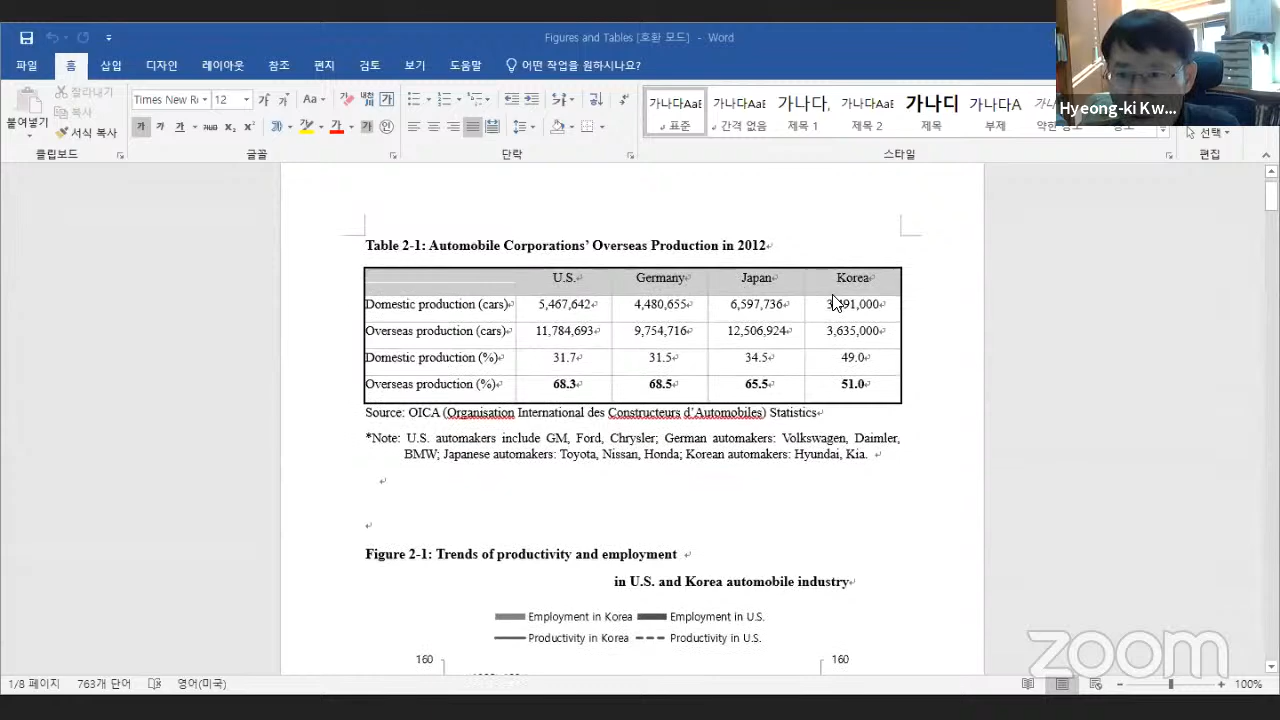 Figures and Tables [호환 모드] - Word
파일 홈 삽입 디자인 레이아웃 참조 편지 검토 보기 도움말 어떤 작업을 원하시나요?
Hyeong-ki Kw...
잘라내기
복사
붙여넣기 서식 복사
Times New R 12
가나다AaB 가나다AaB 가나다, 가나다AaB 가나디 가나다A
표준 간격 없음 제목 1 제목 2 제목 부제 선택
클립보드 글꼴 단락 스타일 편집
Table 2-1: Automobile Corporations’ Overseas Production in 2012
U.S. Germany Japan Korea
Domestic production (cars) 5,467,642 4,480,655 6,597,736
Overseas production (cars) 11,784,693 9,754,716 12,506,924 3,635,000
Domestic production (%) 31.7 31.5 34.5 49.0
Overseas production (%) 68.3 68.5 65.5 51.0
Source: OICA (Organisation International des Constructeurs d’Automobiles) Statistics
*Note: U.S. automakers include GM, Ford, Chrysler; German automakers: Volkswagen, Daimler,
BMW; Japanese automakers: Toyota, Nissan, Honda; Korean automakers: Hyundai, Kia.
Figure 2-1: Trends of productivity and employment
in U.S. and Korea automobile industry
Employment in Korea Employment in U.S.
Productivity in Korea Productivity in U.S.
160 160
zoom
1/8 페이지 763개 단어 영어(미국) 100%